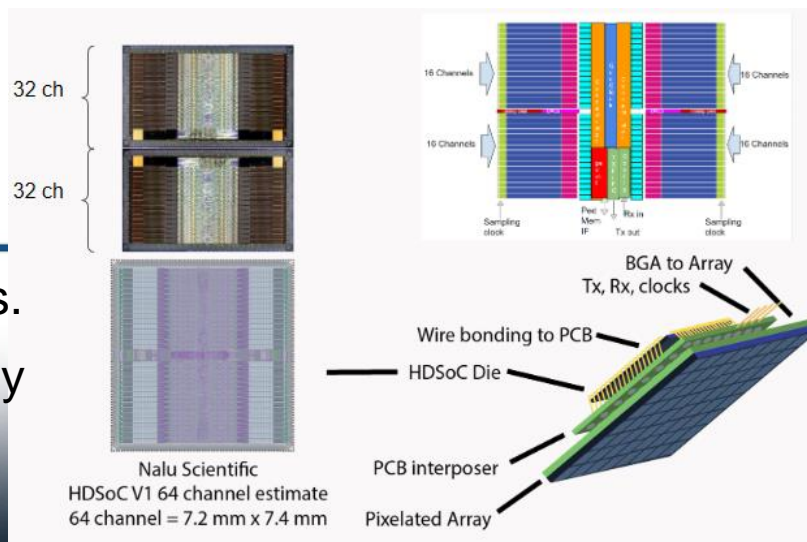 32 ch
32 ch
s.
y
Nalu Scientific
HDSoC V1 64 channel estimate
64 channel = 7.2 mm x 7.4 mm
16 Channels
16 Channels
16 Channels
16 Channels
Sampling
clock
Ped
Mem
IF
Tx out
Rx in
Sampling
clock
BGA to Array
Tx, Rx, clocks
Wire bonding to PCB
HDSoC Die
PCB interposer
Pixelated Array